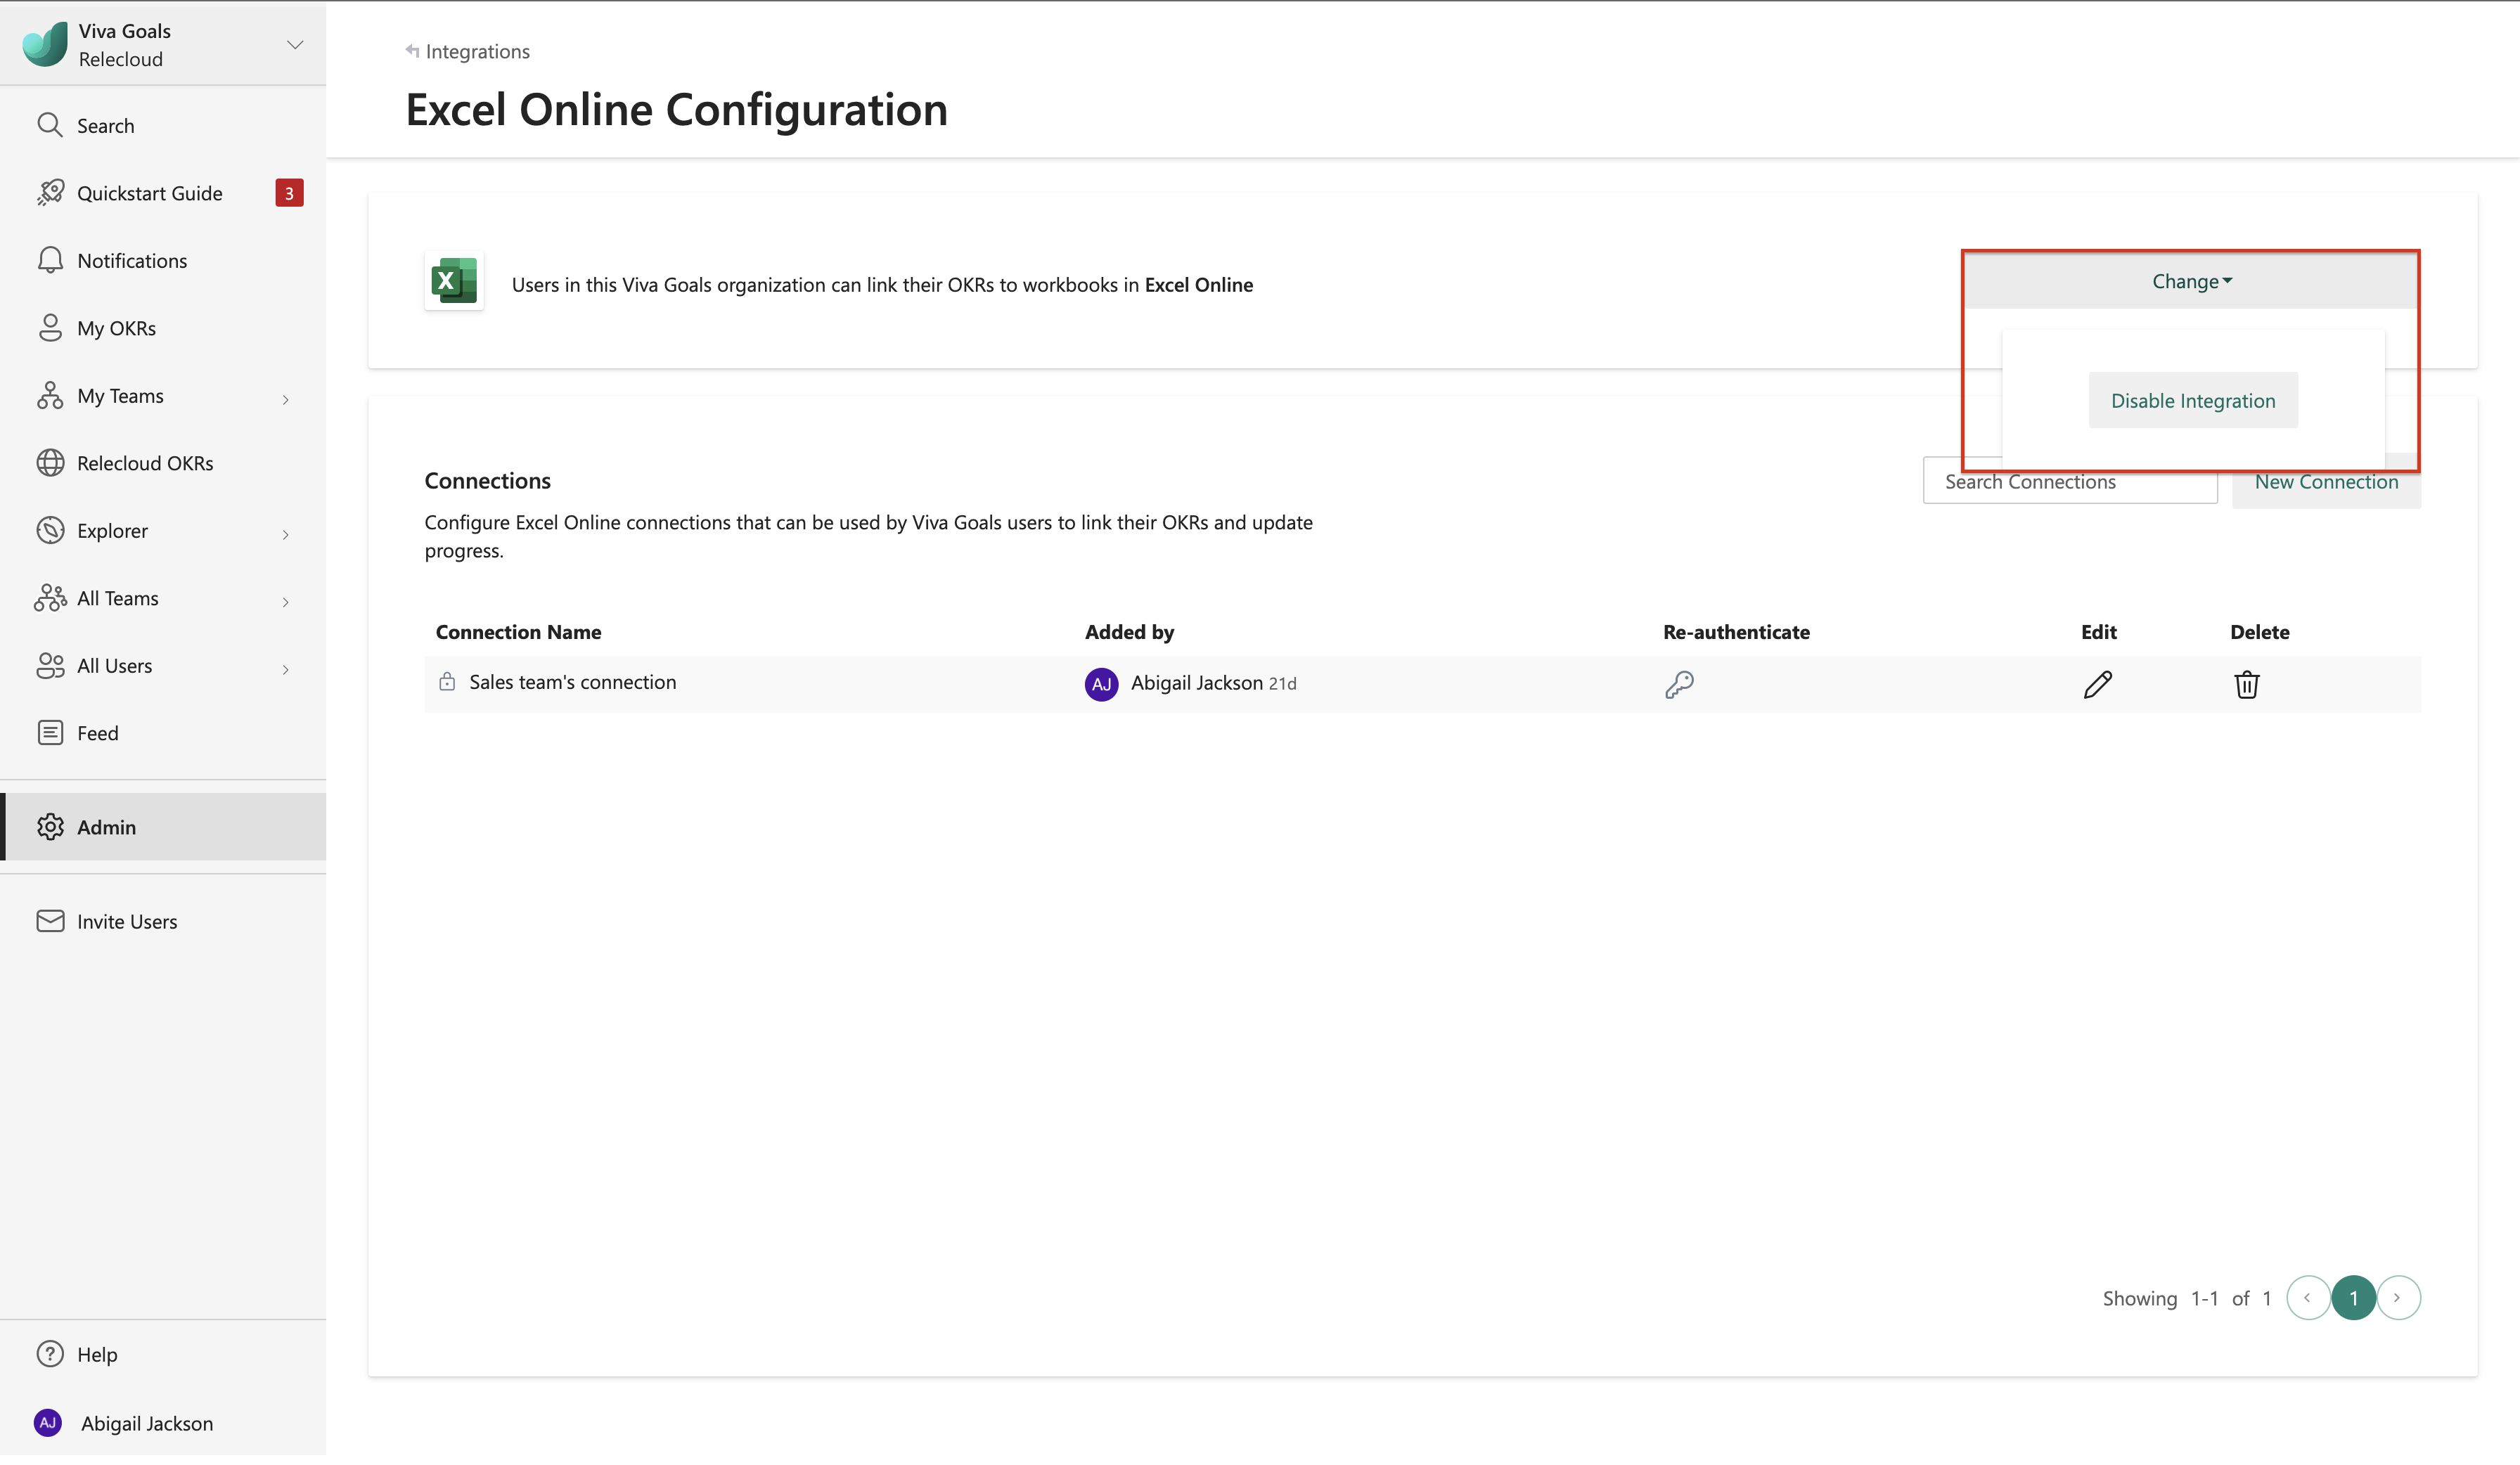 Viva Goals
Relecloud
Search
Quickstart Guide 3
Notifications
My OKRs
My Teams
Relecloud OKRs
Explorer
All Teams
All Users
Feed
Admin
Invite Users
Help
AJ Abigail Jackson
Integrations
Excel Online Configuration
X
Users in this Viva Goals organization can link their OKRs to workbooks in Excel Online
Change
Disable Integration
Connections
Search Connections
New Connection
Configure Excel Online connections that can be used by Viva Goals users to link their OKRs and update
progress.
Connection Name Added by Re-authenticate Edit Delete
Sales team's connection AJ Abigail Jackson 21d
Showing 1-1 of 1 1